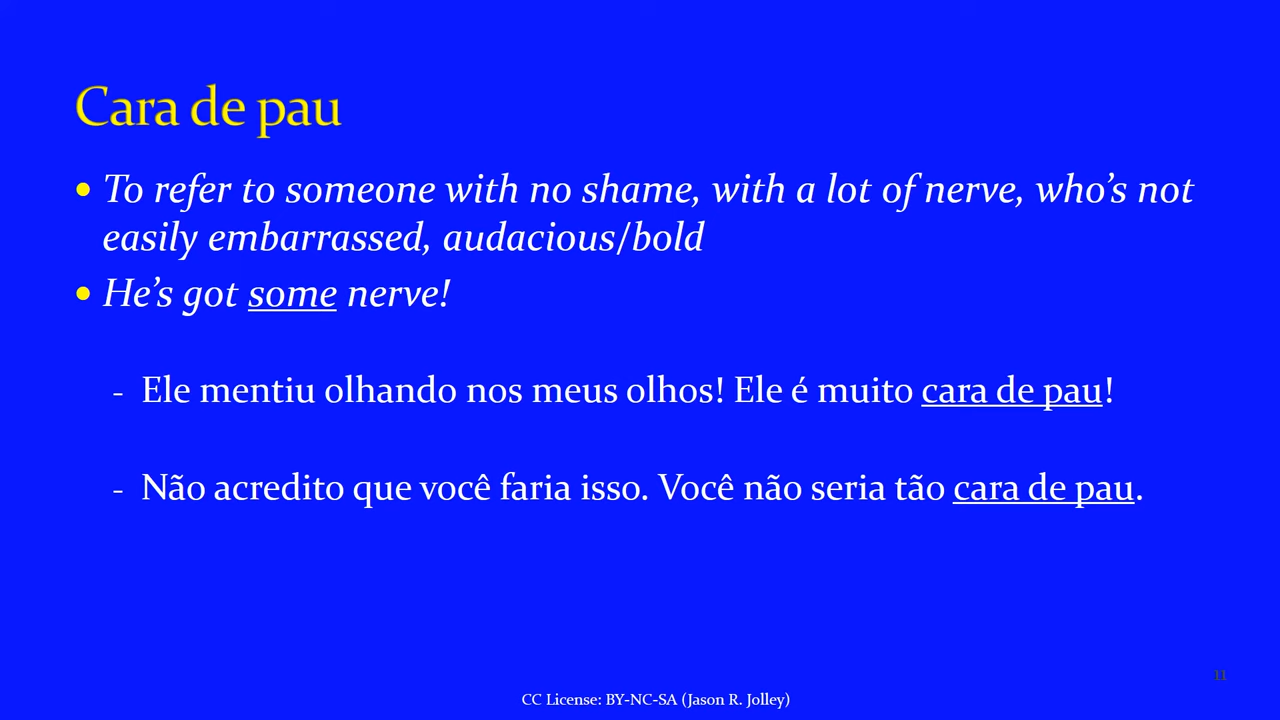 Cara de pau
• To refer to someone with no shame, with a lot of nerve, who’s not
easily embarrassed, audacious/bold
• He’s got some nerve!
- Ele mentiu olhando nos meus olhos! Ele é muito cara de pau!
- Não acredito que você faria isso. Você não seria tão cara de pau.
11
CC License: BY-NC-SA (Jason R. Jolley)